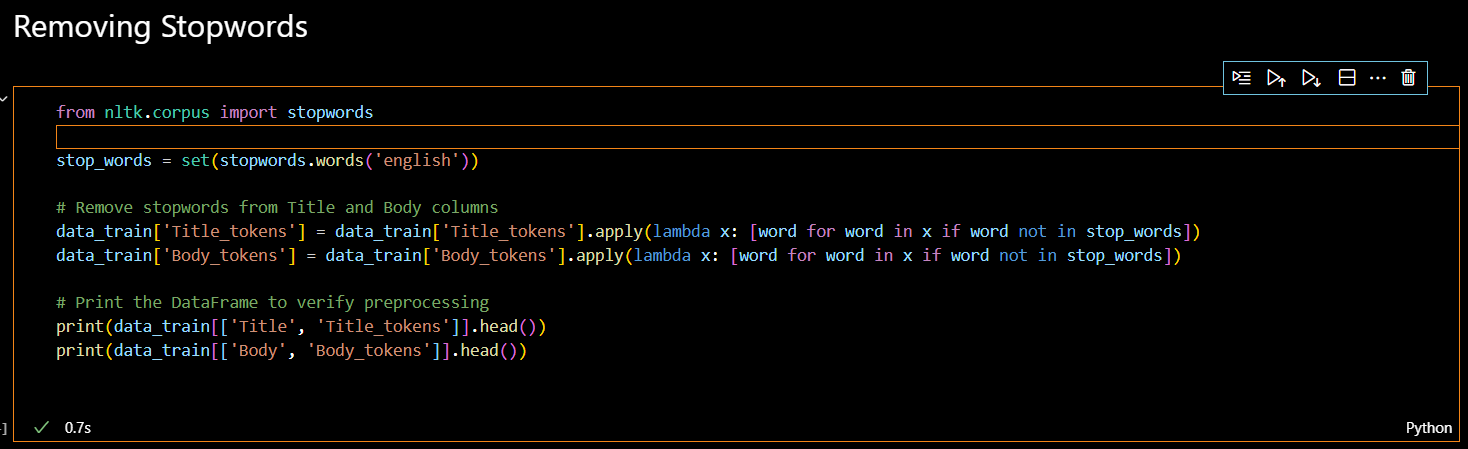 Removing Stopwords
from nltk.corpus import stopwords
stop_words = set(stopwords.words('english'))
# Remove stopwords from Title and Body columns
data_train['Title_tokens'] = data_train['Title_tokens'].apply(lambda x: [word for word in x if word not in stop_words])
data_train['Body_tokens'] = data_train['Body_tokens'].apply(lambda x: [word for word in x if word not in stop_words])
# Print the DataFrame to verify preprocessing
print(data_train[['Title', 'Title_tokens']].head())
print(data_train[['Body', 'Body_tokens']].head())
0.7s
Python